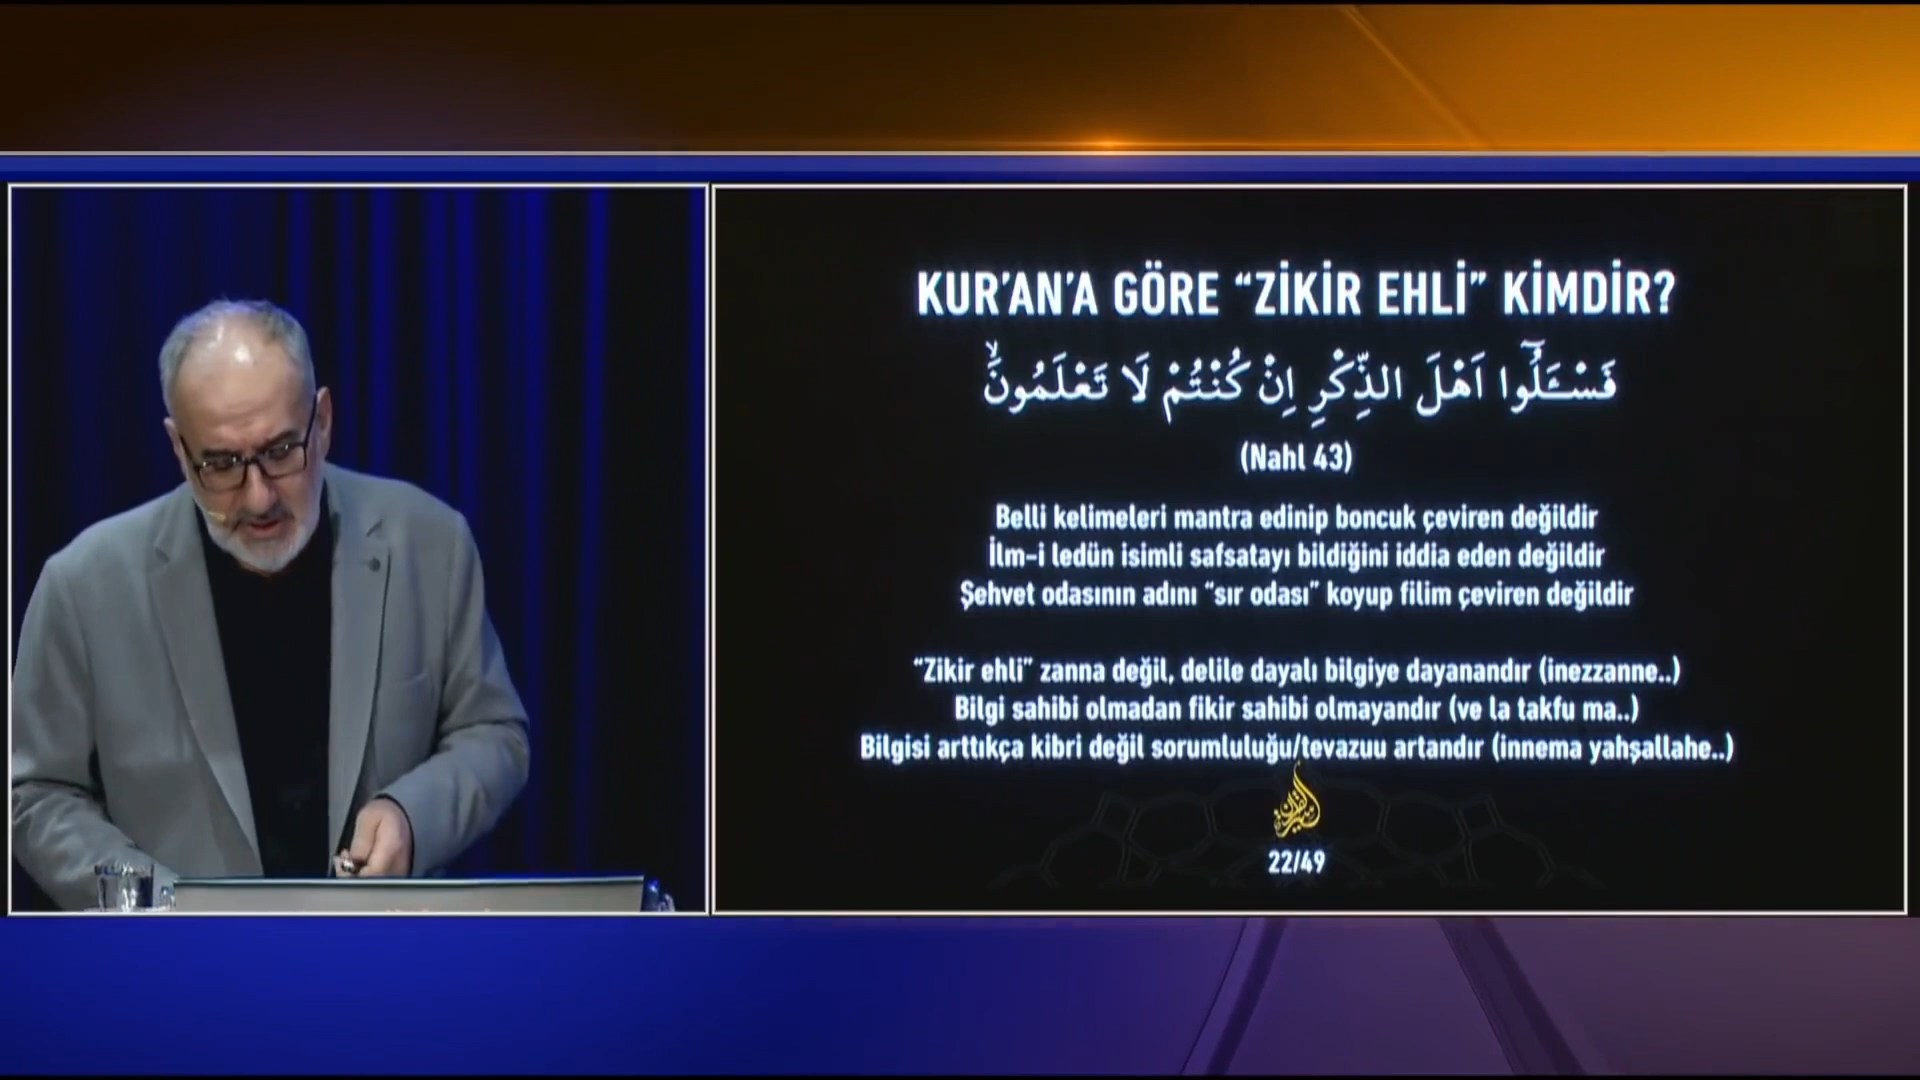 KUR'AN'A GÖRE “ZİKİR EHLİ” KİMDİR?
فَسْـَٔلُٓوا اَهْلَ الذِّكْرِ اِنْ كُنْتُمْ لَا تَعْلَمُونَۙ
(Nahl 43)
Belli kelimeleri mantra edinip boncuk çeviren değildir
İlm-i ledün isimli safsatayı bildiğini iddia eden değildir
Şehvet odasının adını “sır odası” koyup filim çeviren değildir
“Zikir ehli” zanna değil, delile dayalı bilgiye dayanandır (inezzanne..)
Bilgi sahibi olmadan fikir sahibi olmayandır (ve la takfu ma..)
Bilgisi arttıkça kibri değil sorumluluğu/tevazuu artandır (innema yahşallahe..)
22/49